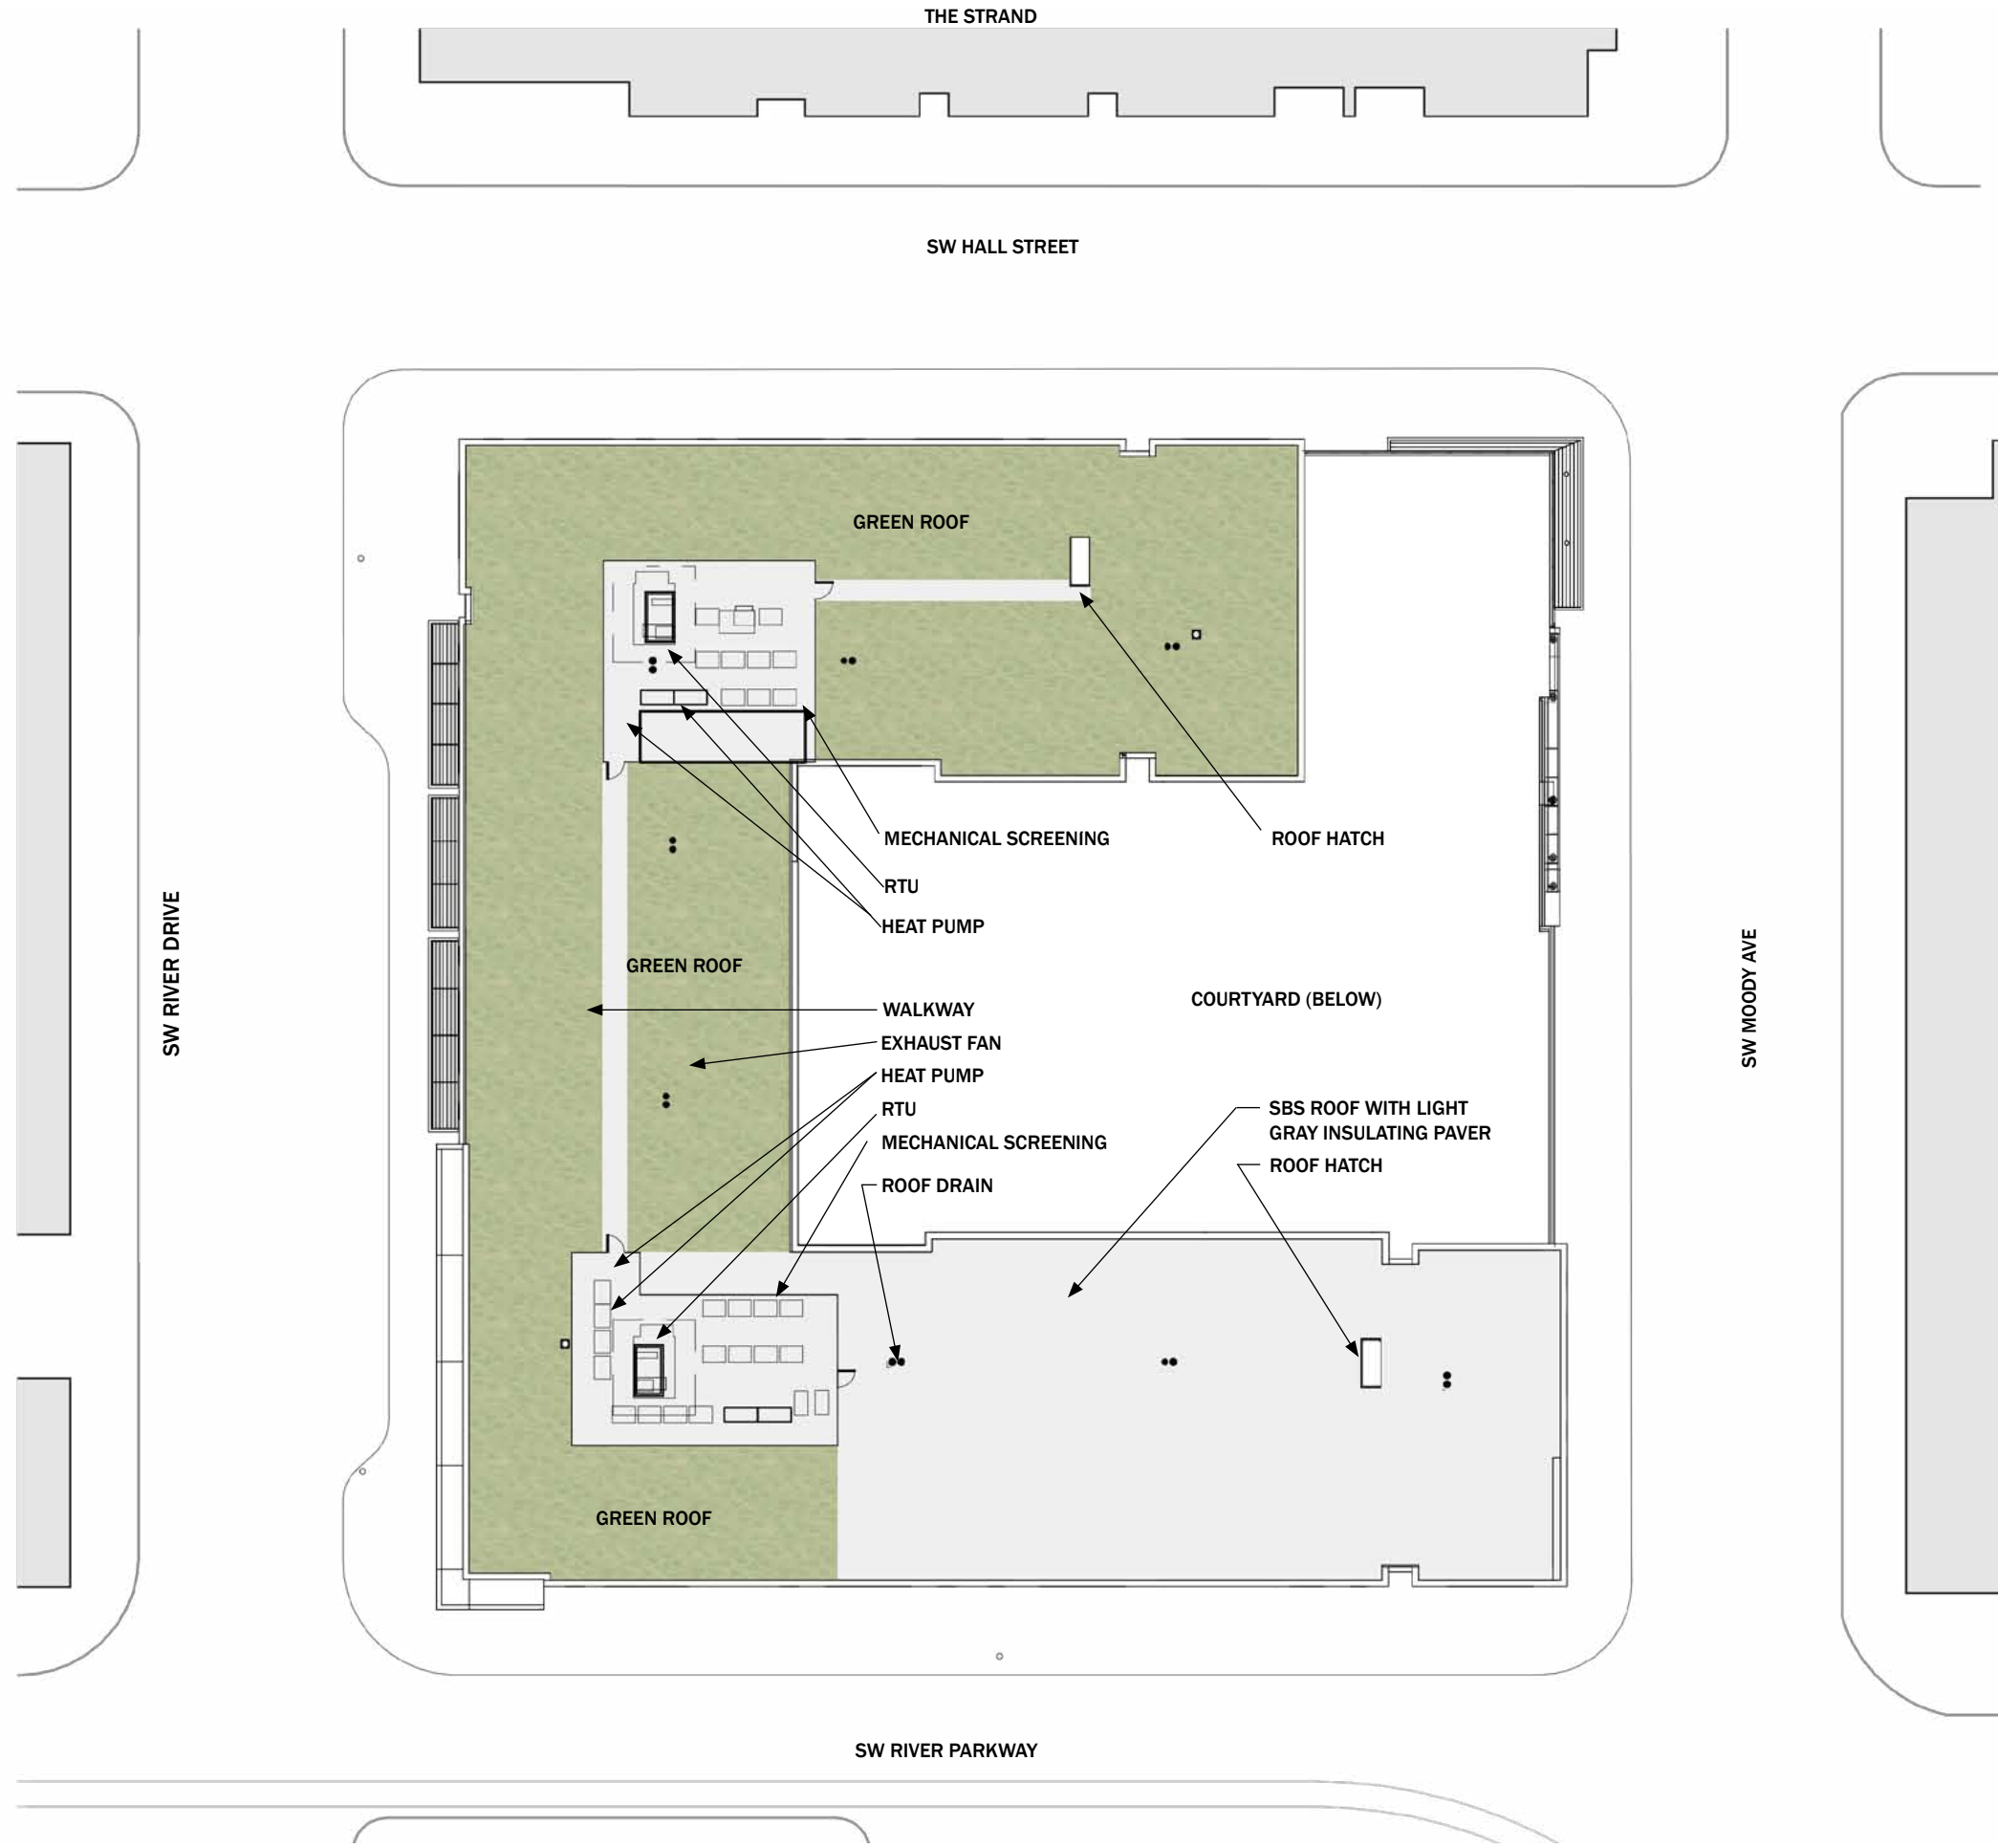 THE STRAND
SW HALL STREET
GREEN ROOF
MECHANICAL SCREENING
ROOF HATCH
RTU
HEAT PUMP
SW RIVER DRIVE
GREEN ROOF
COURTYARD (BELOW)
SW MOODY AVE
WALKWAY
EXHAUST FAN
HEAT PUMP
RTU
MECHANICAL SCREENING
ROOF DRAIN
SBS ROOF WITH LIGHT
GRAY INSULATING PAVER
ROOF HATCH
GREEN ROOF
SW RIVER PARKWAY